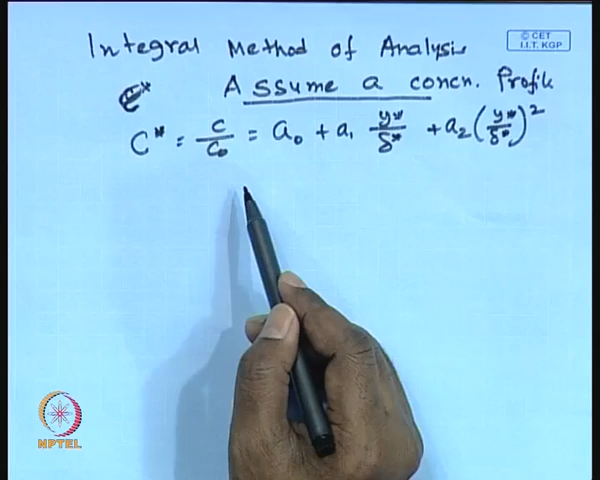 Integral Method of Analysis
© CET
I.I.T. KGP
Assume a concn. Profile
C* = c/c₀ = a₀ + a₁ y*/δ* + a₂ (y*/δ*)²
NPTEL